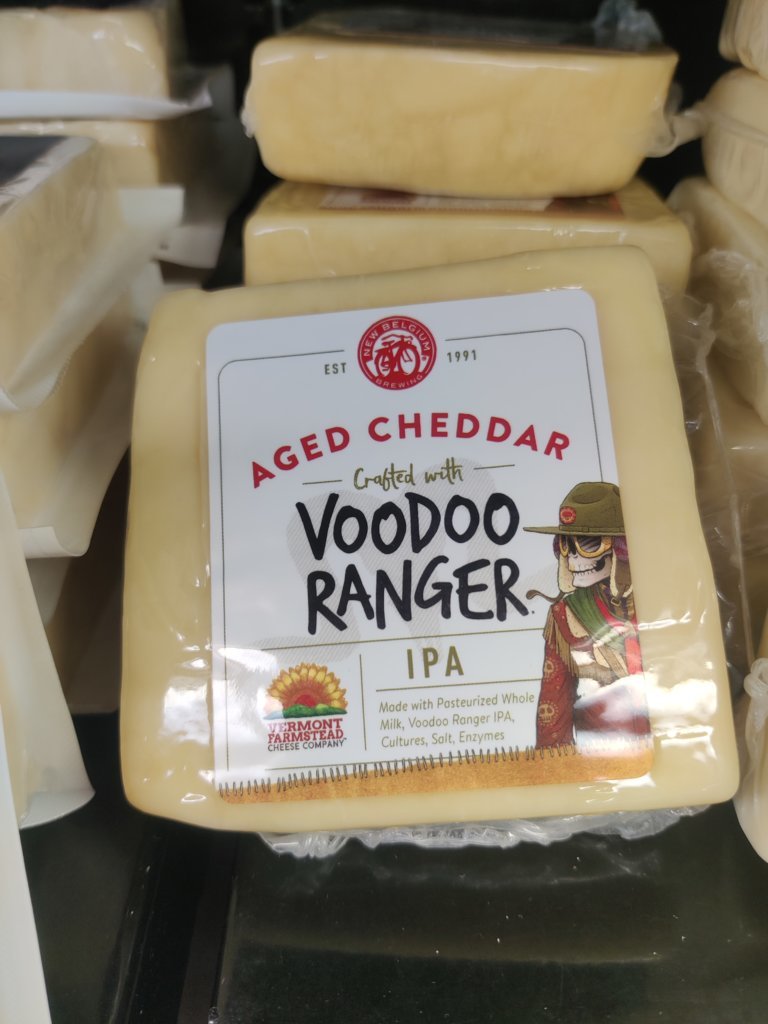 NEW BELGIUM
BREWING
EST 1991
AGED CHEDDAR
Crafted with
VOODOO
RANGER
IPA
VERMONT
FARMSTEAD
CHEESE COMPANY
Made with Pasteurized Whole
Milk, Voodoo Ranger IPA,
Cultures, Salt, Enzymes